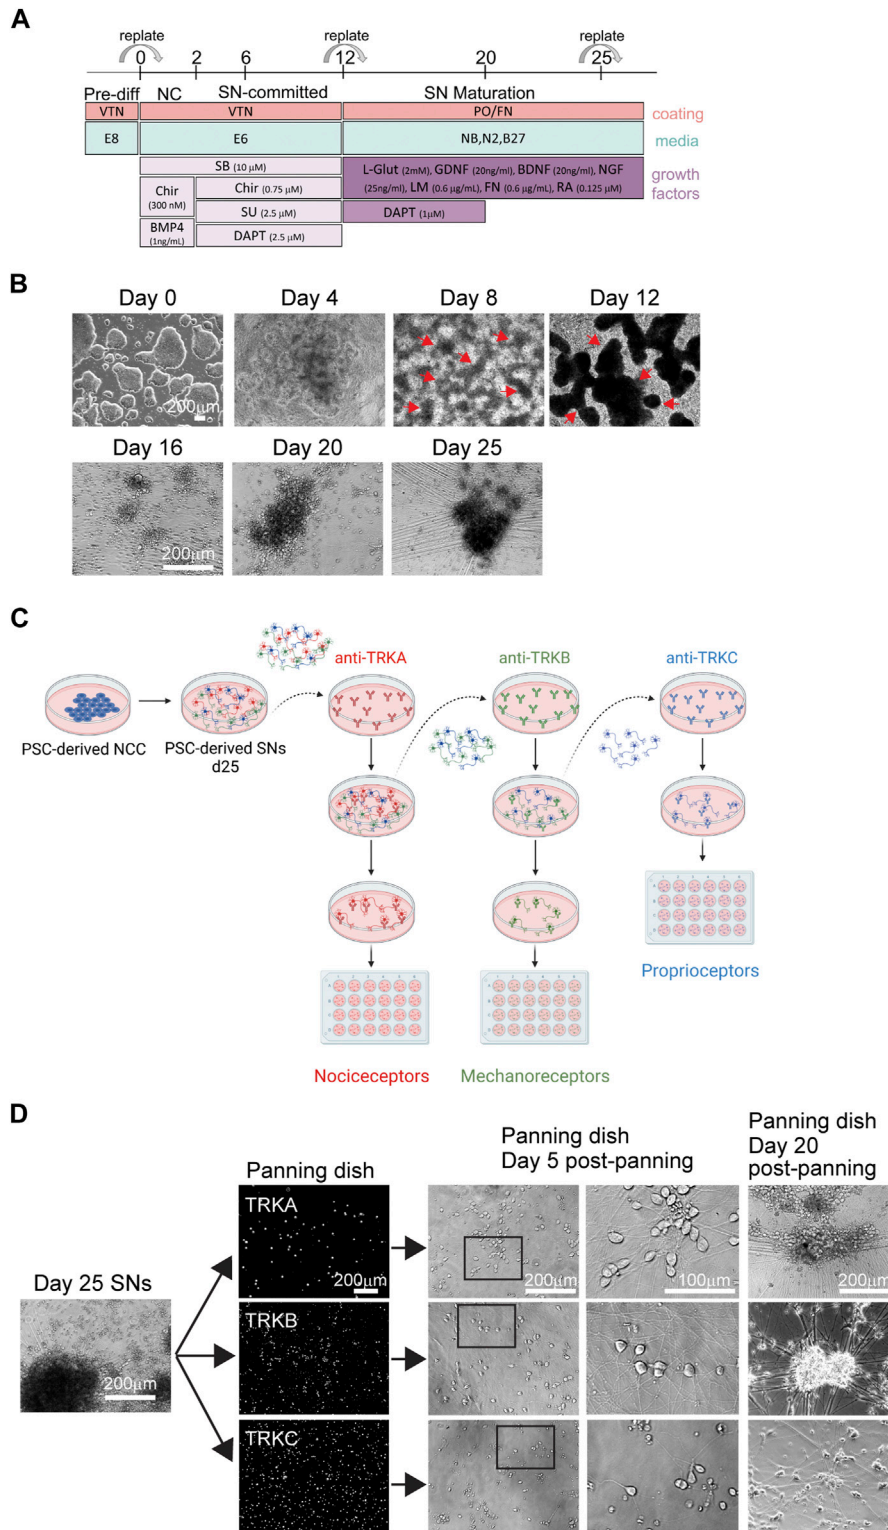 A
replate replate replate
0 2 6 12 20 25
Pre-diff NC SN-committed SN Maturation
VTN VTN PO/FN coating
E8 E6 NB,N2,B27 media
SB (10 µM)
Chir
(300 nM)
Chir (0.75 µM)
SU (2.5 µM)
BMP4
(1ng/mL)
DAPT (2.5 µM)
L-Glut (2mM), GDNF (20ng/ml), BDNF (20ng/ml), NGF
(25ng/ml), LM (0.6 µg/ml), FN (0.6 µg/ml), RA (0.125 µM)
DAPT (1µM)
growth
factors
B
Day 0 Day 4 Day 8 Day 12
200µm
Day 16 Day 20 Day 25
200µm
C
anti-TRKA anti-TRKB anti-TRKC
PSC-derived NCC
PSC-derived SNs
d25
Nociceceptors
Mechanoreceptors
Proprioceptors
D
Panning dish
Panning dish
Day 5 post-panning
Panning dish
Day 20
post-panning
Day 25 SNs
200µm
TRKA
200µm 200µm 100µm 200µm
TRKB
TRKC